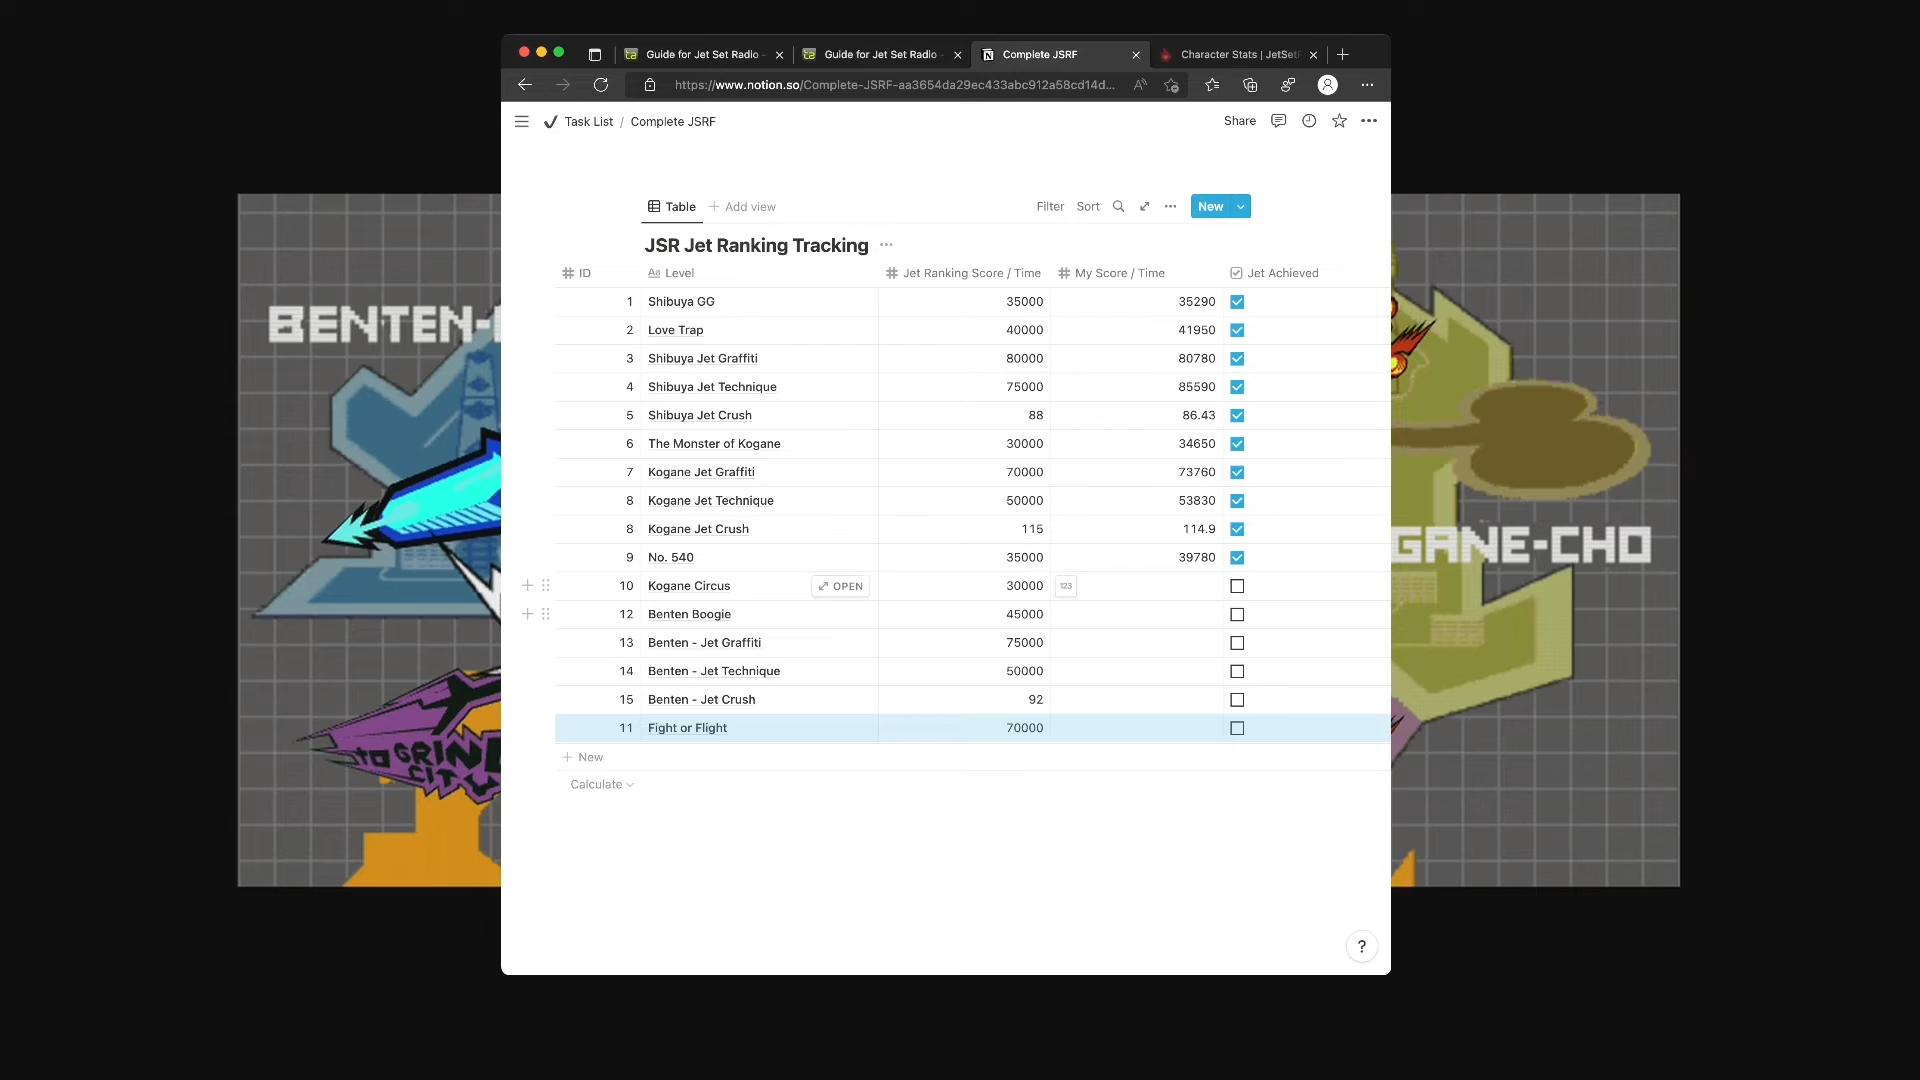 Guide for Jet Set Radio -
Guide for Jet Set Radio -
Complete JSRF
Character Stats | JetSetR
https://www.notion.so/Complete-JSRF-aa3654da29ec433abc912a58cd14d...
Task List / Complete JSRF
Share
Table
Add view
Filter
Sort
New
JSR Jet Ranking Tracking
ID
Aa Level
Jet Ranking Score / Time
My Score / Time
Jet Achieved
1 Shibuya GG 35000 35290
2 Love Trap 40000 41950
3 Shibuya Jet Graffiti 80000 80780
4 Shibuya Jet Technique 75000 85590
5 Shibuya Jet Crush 88 86.43
6 The Monster of Kogane 30000 34650
7 Kogane Jet Graffiti 70000 73760
8 Kogane Jet Technique 50000 53830
8 Kogane Jet Crush 115 114.9
9 No. 540 35000 39780
10 Kogane Circus OPEN 30000 123
12 Benten Boogie 45000
13 Benten - Jet Graffiti 75000
14 Benten - Jet Technique 50000
15 Benten - Jet Crush 92
11 Fight or Flight 70000
New
Calculate
?
BENTEN-
GANE-CHO
to GRIND
CITY